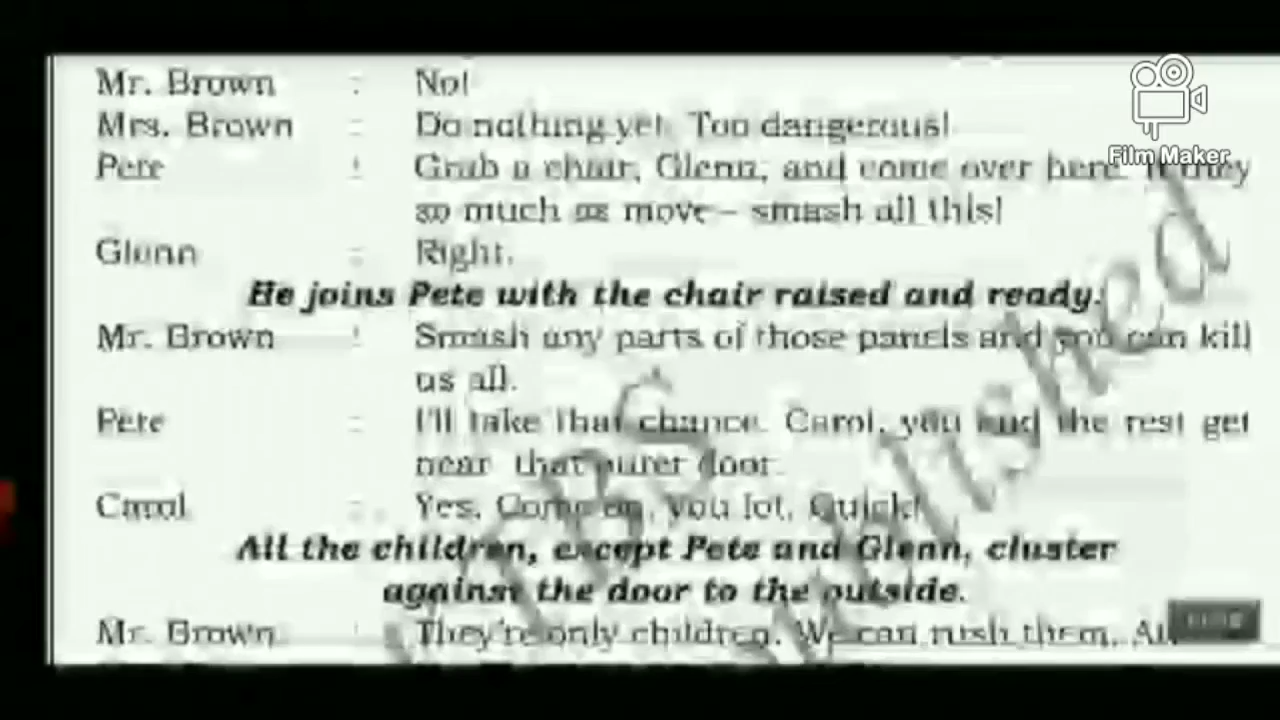 Mr. Brown : No!
Mrs. Brown : Do nothing yet. Too dangerous!
Pete : Grab a chair, Glenn, and come over here. If they
so much as move – smash all this!
Glenn : Right.
He joins Pete with the chair raised and ready.
Mr. Brown : Smash any parts of those panels and you can kill
us all.
Pete : I'll take that chance. Carol, you and the rest get
near that outer door.
Carol : Yes. Come on, you lot. Quick!
All the children, except Pete and Glenn, cluster
against the door to the outside.
Mr. Brown : They're only children. We can rush them. All
Film Maker